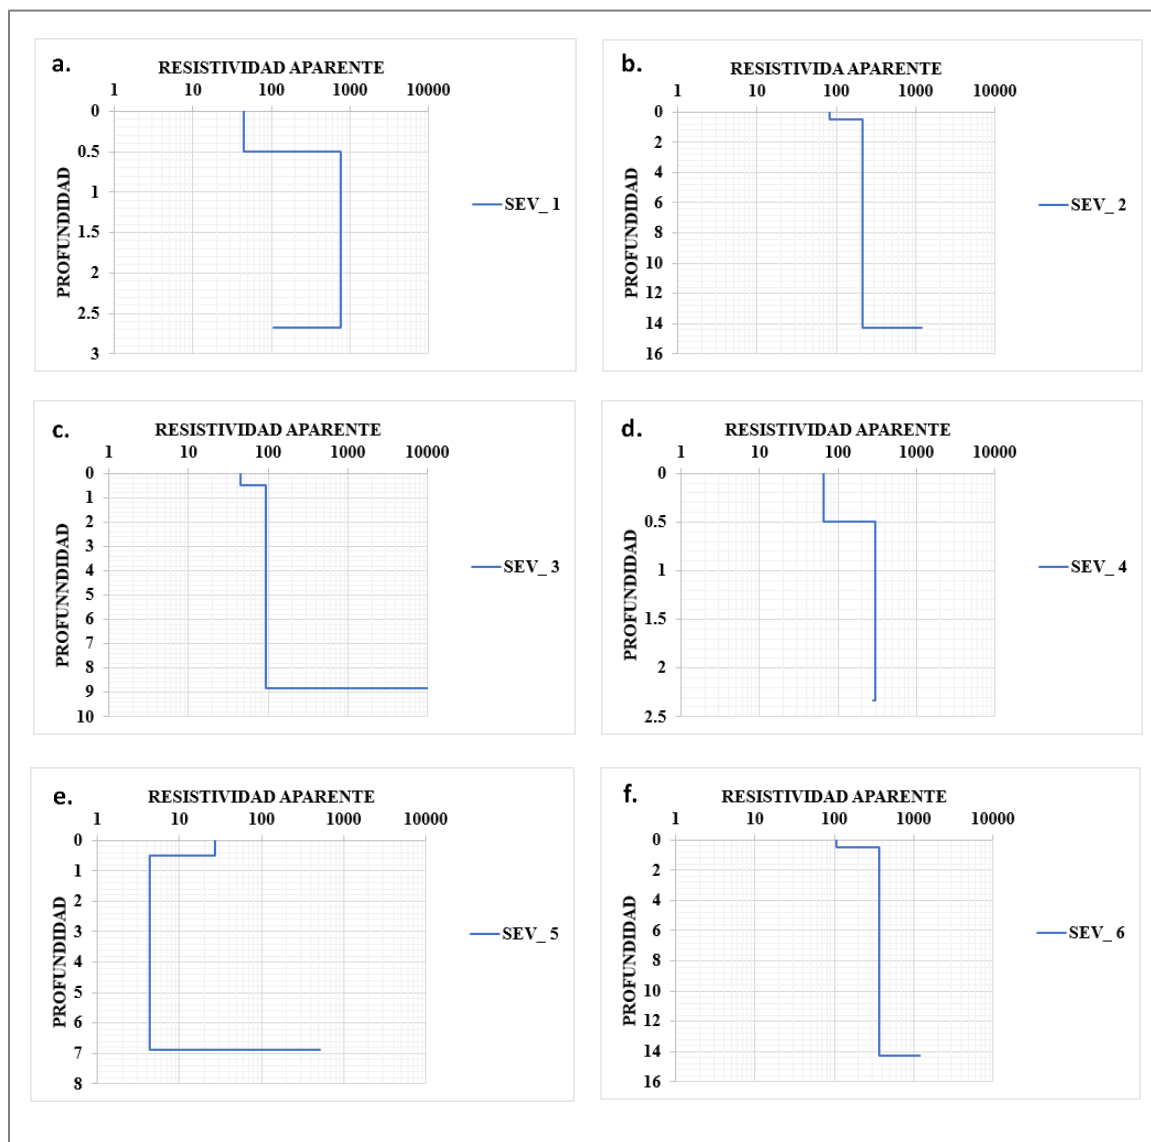 a.
RESISTIVIDAD APARENTE
1 10 100 1000 10000
0
0.5
1
1.5
2
2.5
3
PROFUNDIDAD
SEV_ 1
b.
RESISTIVIDA APARENTE
1 10 100 1000 10000
0
2
4
6
8
10
12
14
16
PROFUNDIDAD
SEV_ 2
c.
RESISTIVIDAD APARENTE
1 10 100 1000 10000
0
1
2
3
4
5
6
7
8
9
10
PROFUNNDIDAD
SEV_ 3
d.
RESISTIVIDAD APARENTE
1 10 100 1000 10000
0
0.5
1
1.5
2
2.5
PROFUNDIDAD
SEV_ 4
e.
RESISTIVIDAD APARENTE
1 10 100 1000 10000
0
1
2
3
4
5
6
7
8
PROFUNDIDAD
SEV_ 5
f.
RESISTIVIDAD APARENTE
1 10 100 1000 10000
0
2
4
6
8
10
12
14
16
PROFUNDIDAD
SEV_ 6